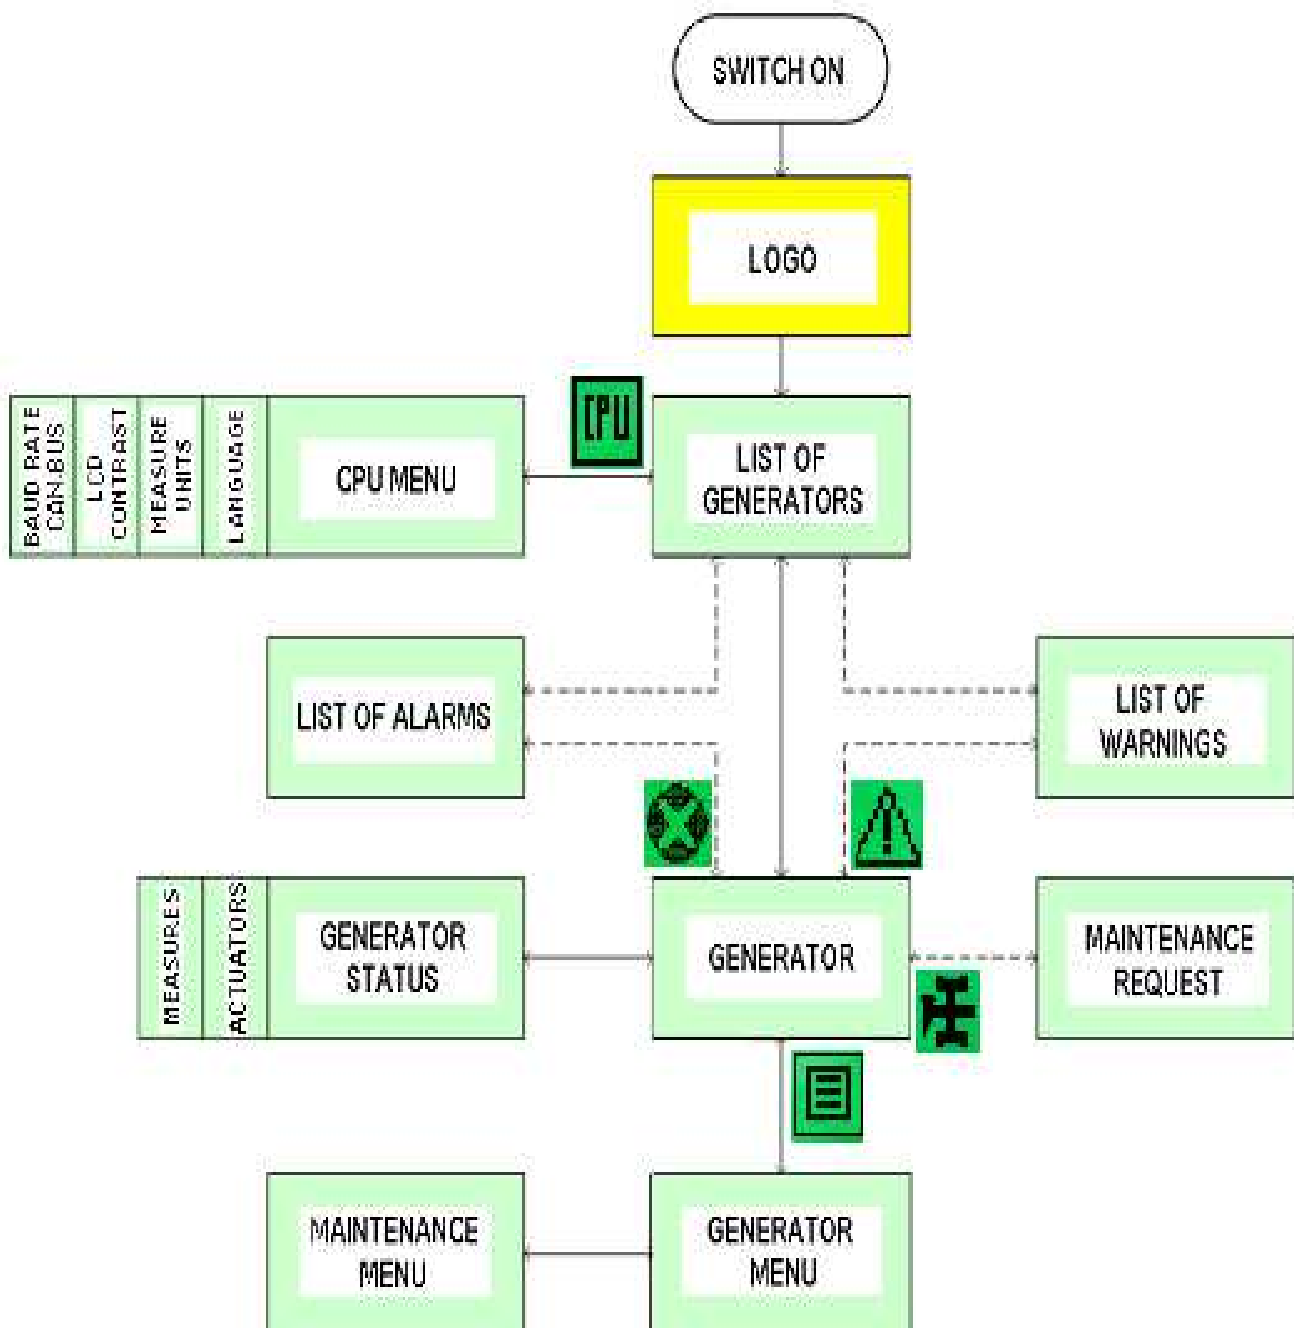 SWITCH ON
LOGO
CPU
BAUD RATE
CAN.BUS
LCD
CONTRAST
MEASURE
UNITS
LANGUAGE
CPU MENU
LIST OF
GENERATORS
LIST OF ALARMS
LIST OF
WARNINGS
MEASURES
ACTUATORS
GENERATOR
STATUS
GENERATOR
MAINTENANCE
REQUEST
MAINTENANCE
MENU
GENERATOR
MENU